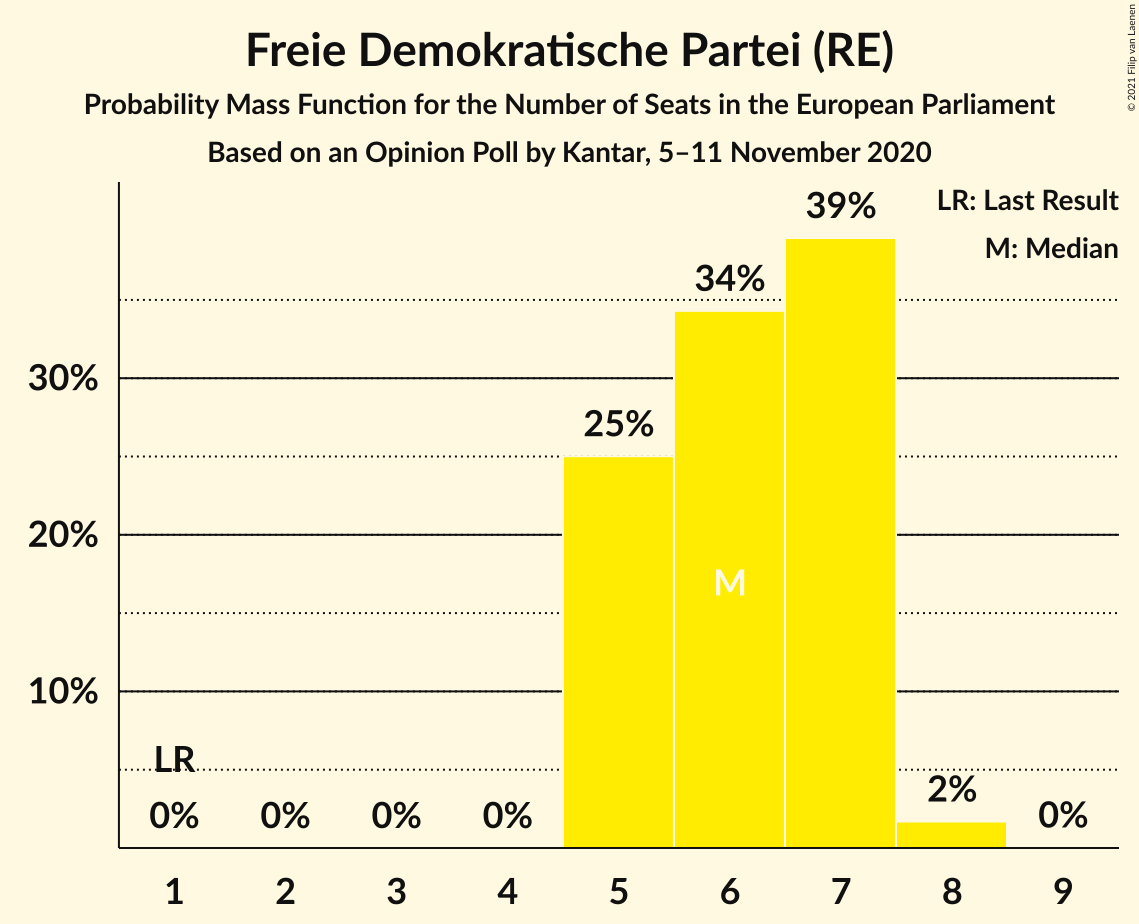 Freie Demokratische Partei (RE)
Probability Mass Function for the Number of Seats in the European Parliament
Based on an Opinion Poll by Kantar, 5–11 November 2020
© 2021 Filip van Laenen
LR: Last Result
M: Median
39%
34%
30%
25%
20%
M
10%
LR
2%
0% 0% 0% 0% 0%
1 2 3 4 5 6 7 8 9